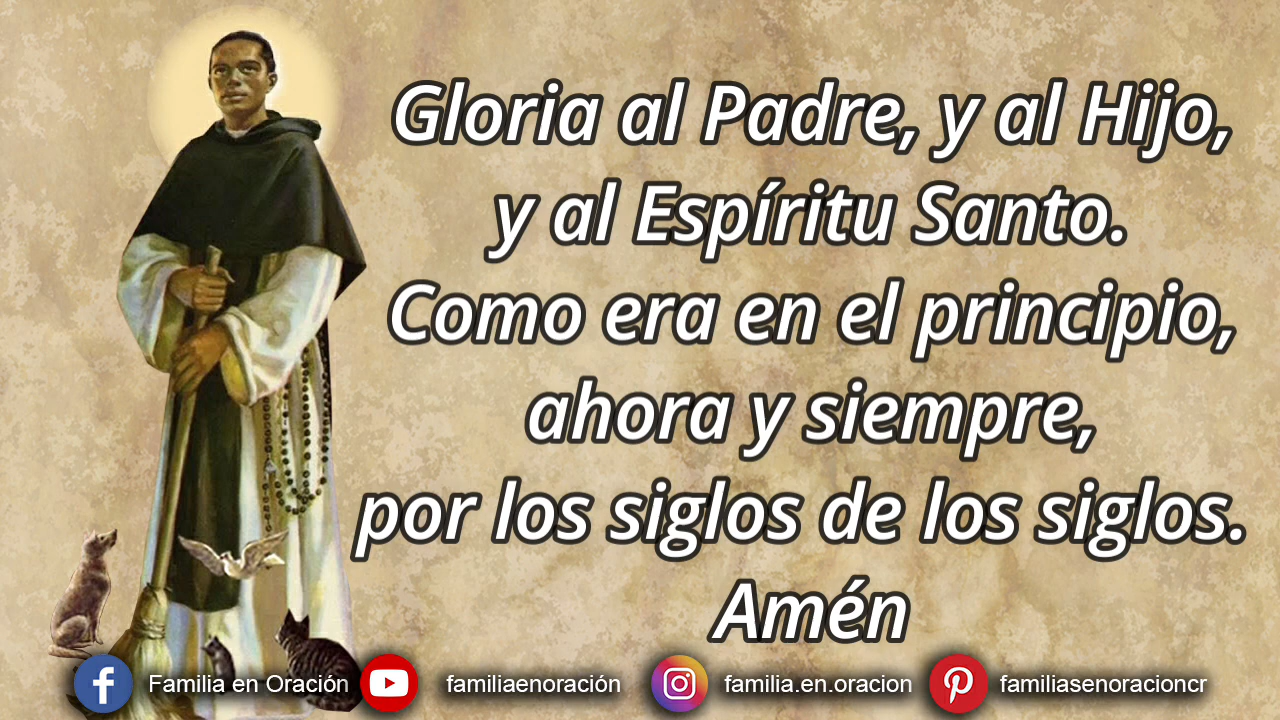 Gloria al Padre, y al Hijo,
y al Espíritu Santo.
Como era en el principio,
ahora y siempre,
por los siglos de los siglos.
Amén
Familia en Oración
familiaenoración
familia.en.oracion
familiasenoracioncr